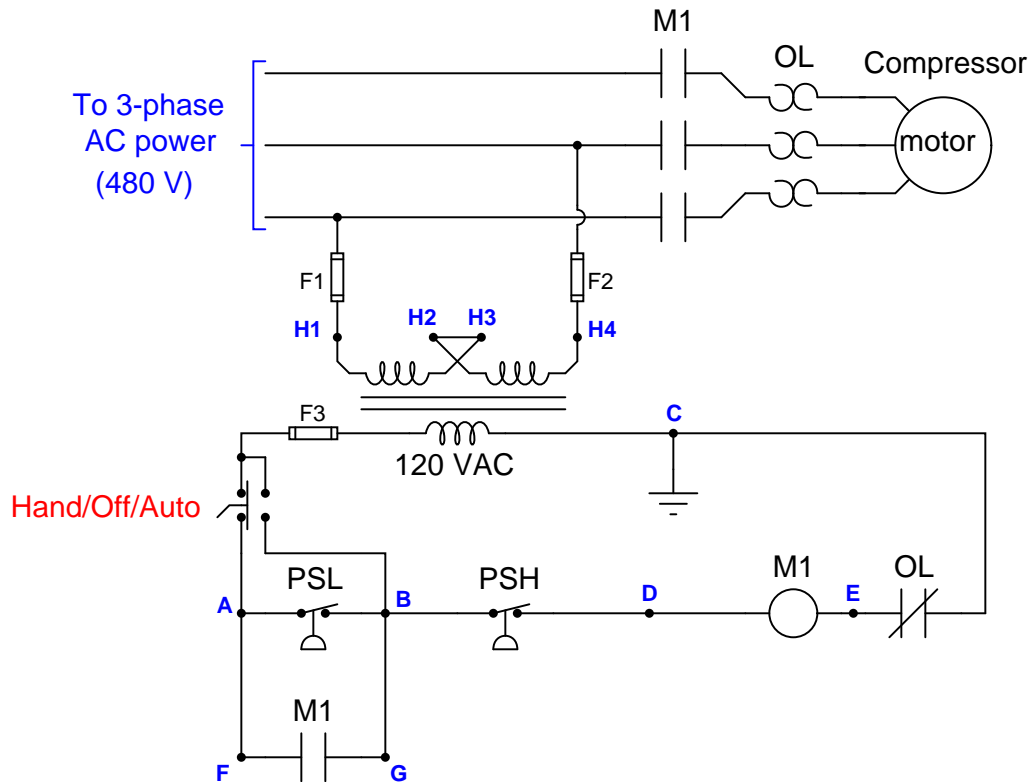 M1
OL
Compressor
To 3-phase
AC power
(480 V)
motor
F1
F2
H1
H2
H3
H4
F3
C
120 VAC
Hand/Off/Auto
PSL
PSH
M1
OL
A
B
D
E
M1
F
G